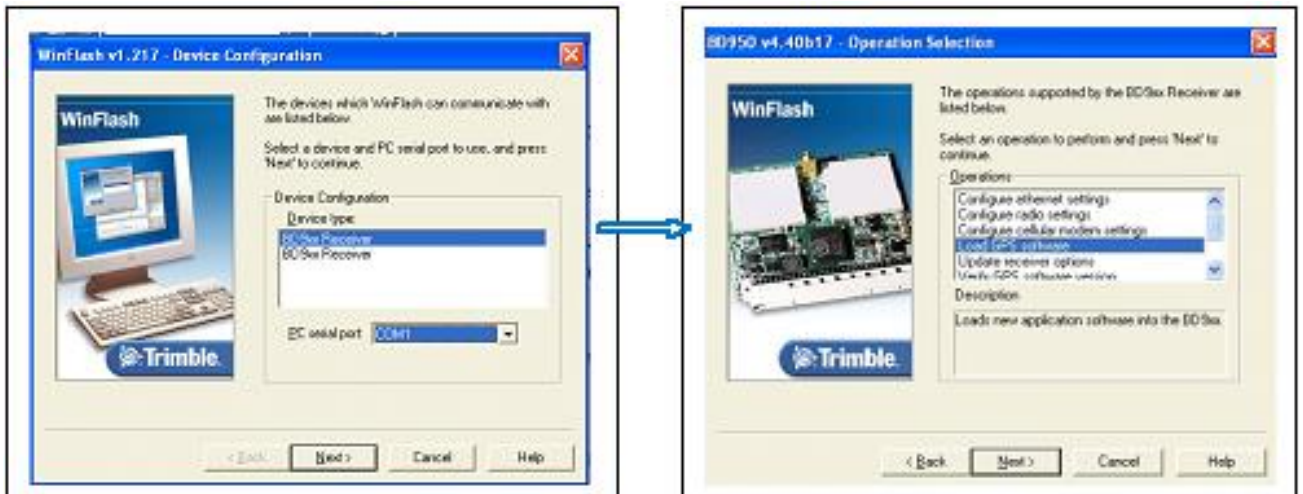 WinFlash v1.217 - Device Configuration
WinFlash
The devices which WinFlash can communicate with
are listed below.
Select a device and PC serial port to use, and press
'Next' to continue.
Device Configuration
Device type:
BD9xx Receiver
BD9xx Receiver
PC serial port
COM1
Trimble.
< Back
Next >
Cancel
Help
BD950 v4.40b17 - Operation Selection
WinFlash
The operations supported by the BD9xx Receiver are
listed below.
Select an operation to perform and press 'Next' to
continue.
Operations
Configure ethernet settings
Configure radio settings
Configure cellular modem settings
Load GPS software
Update receiver options
Verify GPS software version
Description
Loads new application software into the BD9xx.
Trimble.
< Back
Next >
Cancel
Help